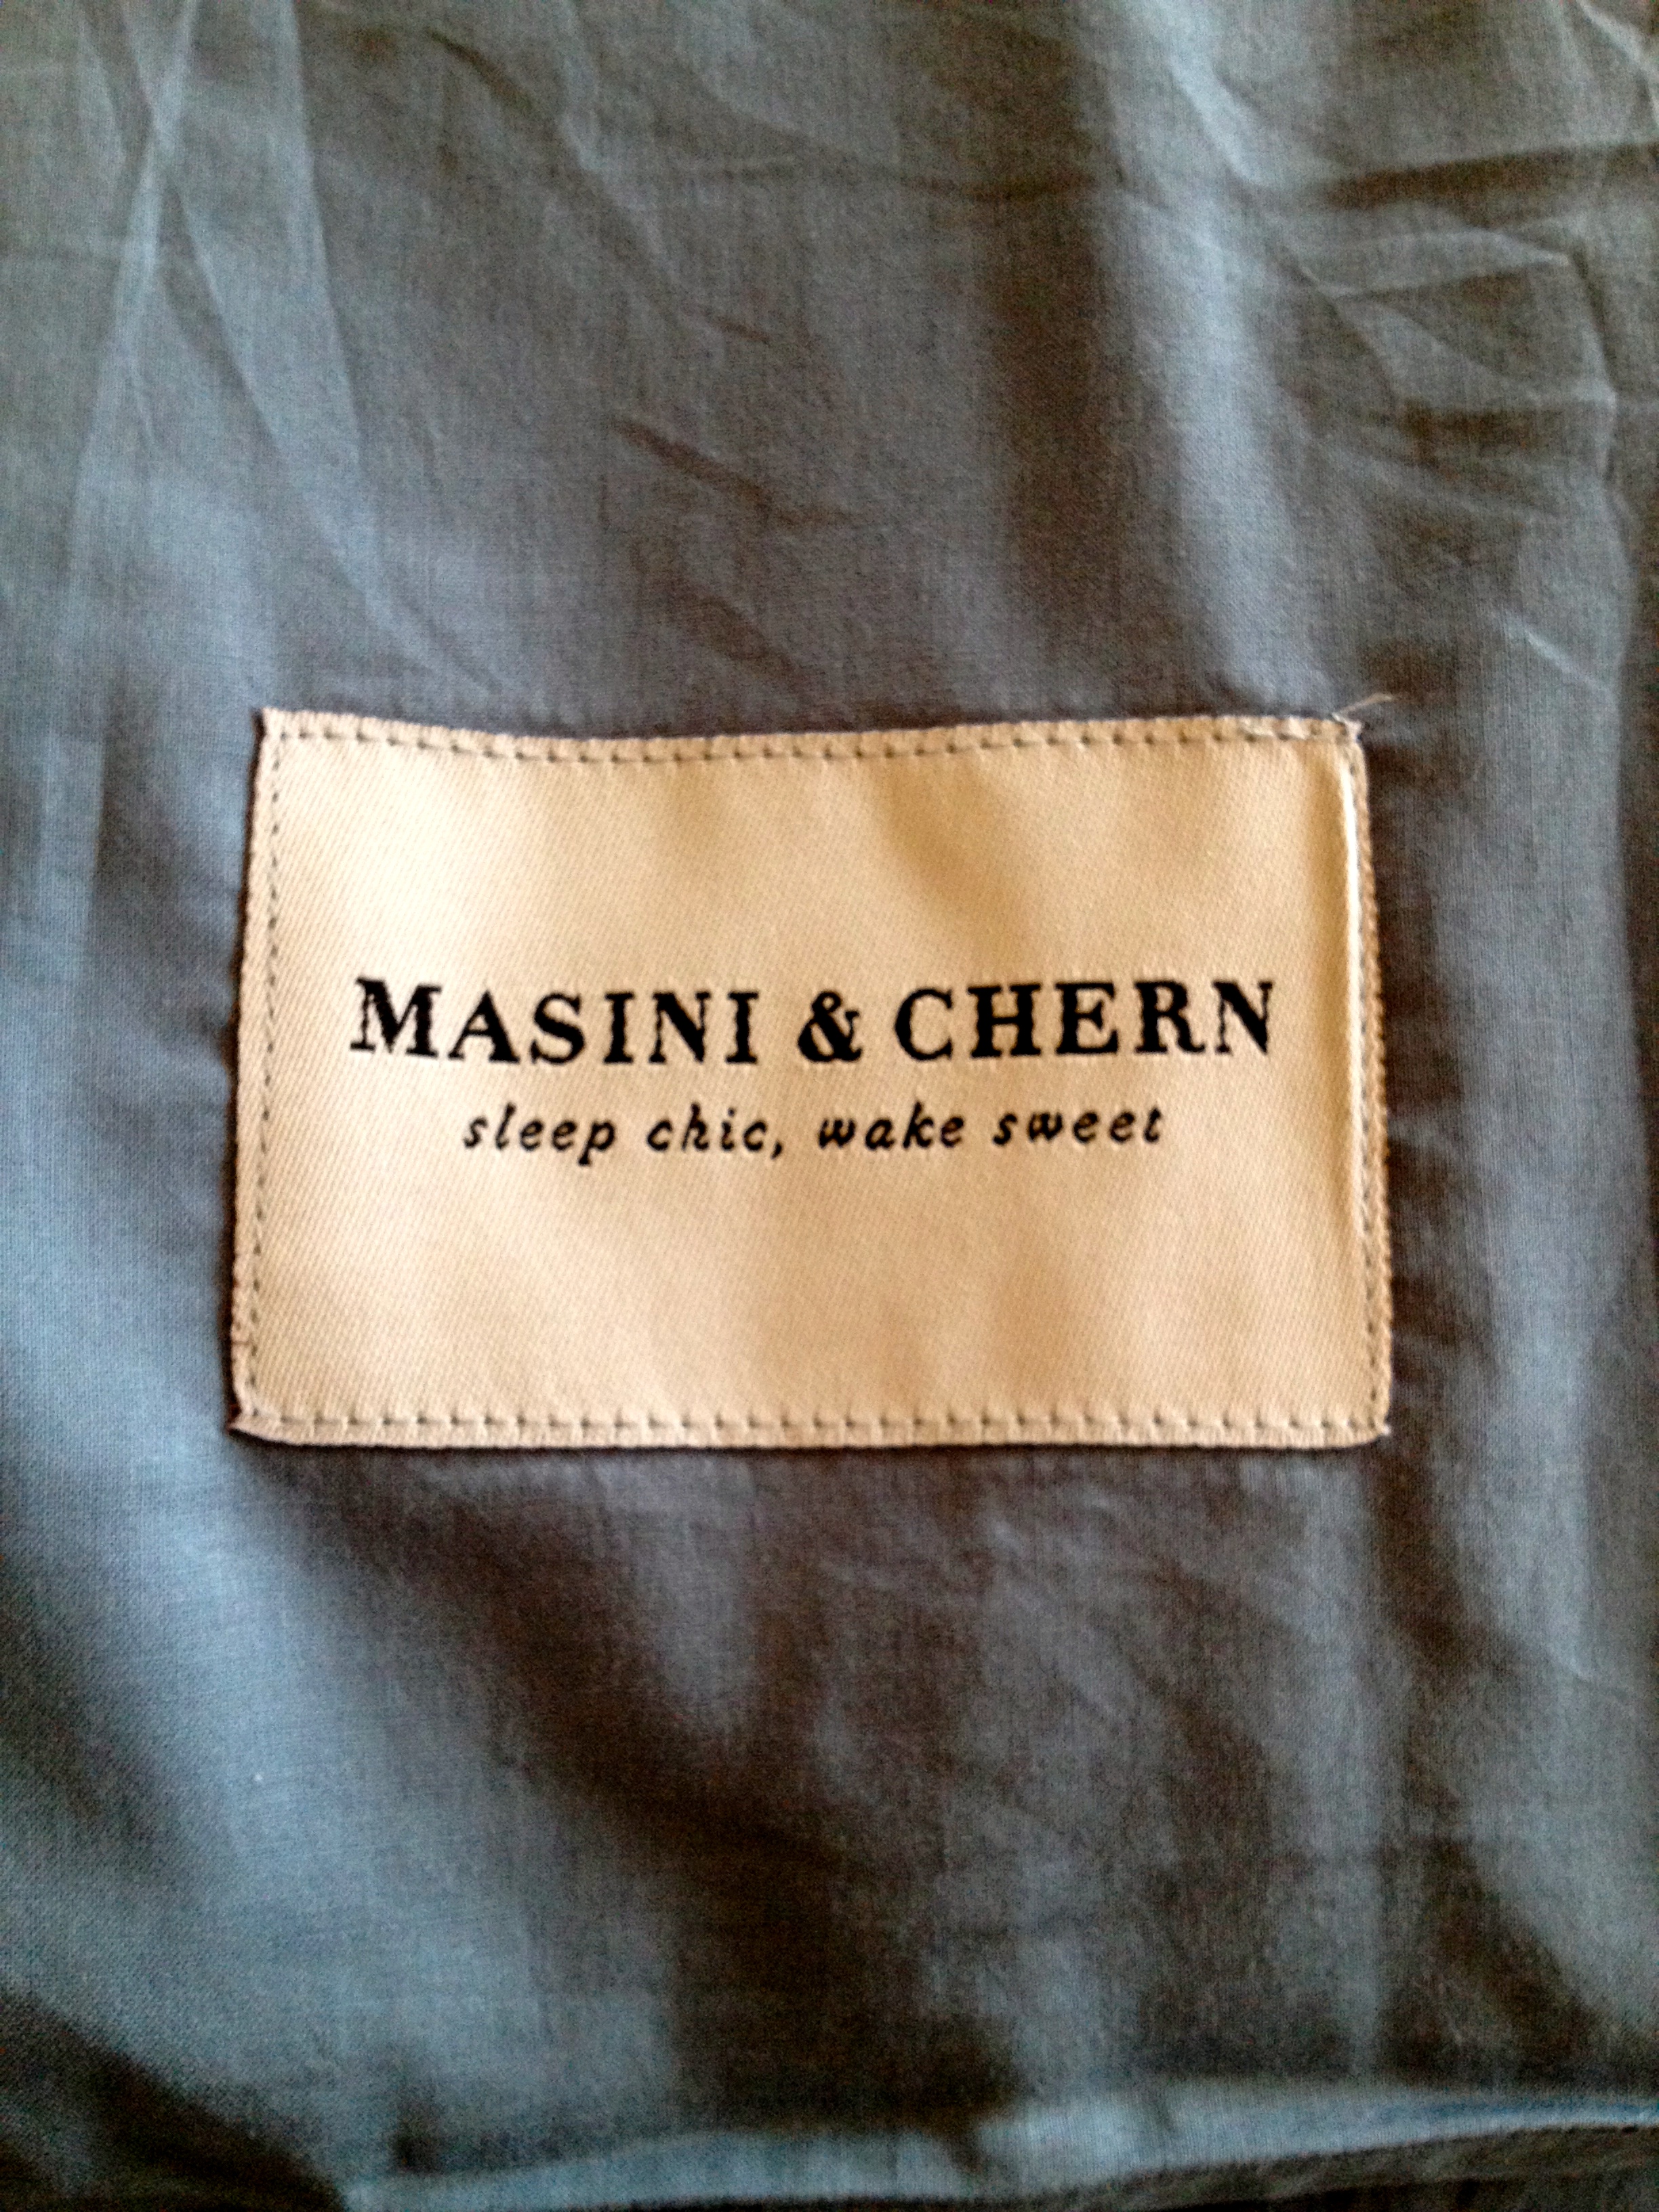 MASINI & CHERN
sleep chic, wake sweet